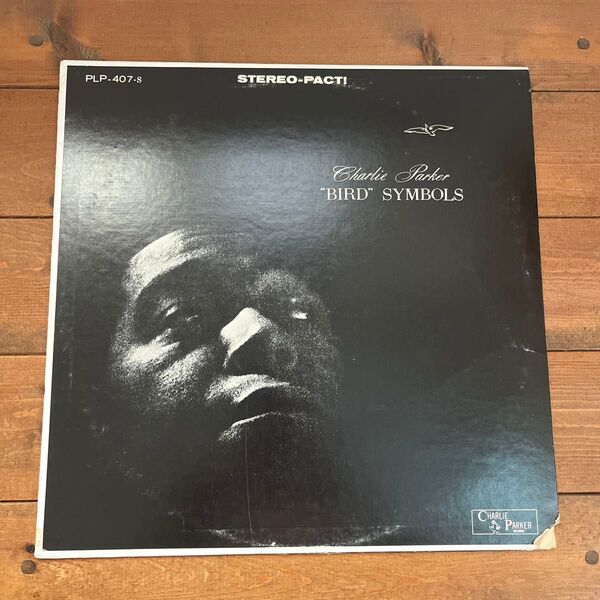 PLP-407-S
STEREO-PACT!
Charlie Parker
"BIRD" SYMBOLS
CHARLIE PARKER